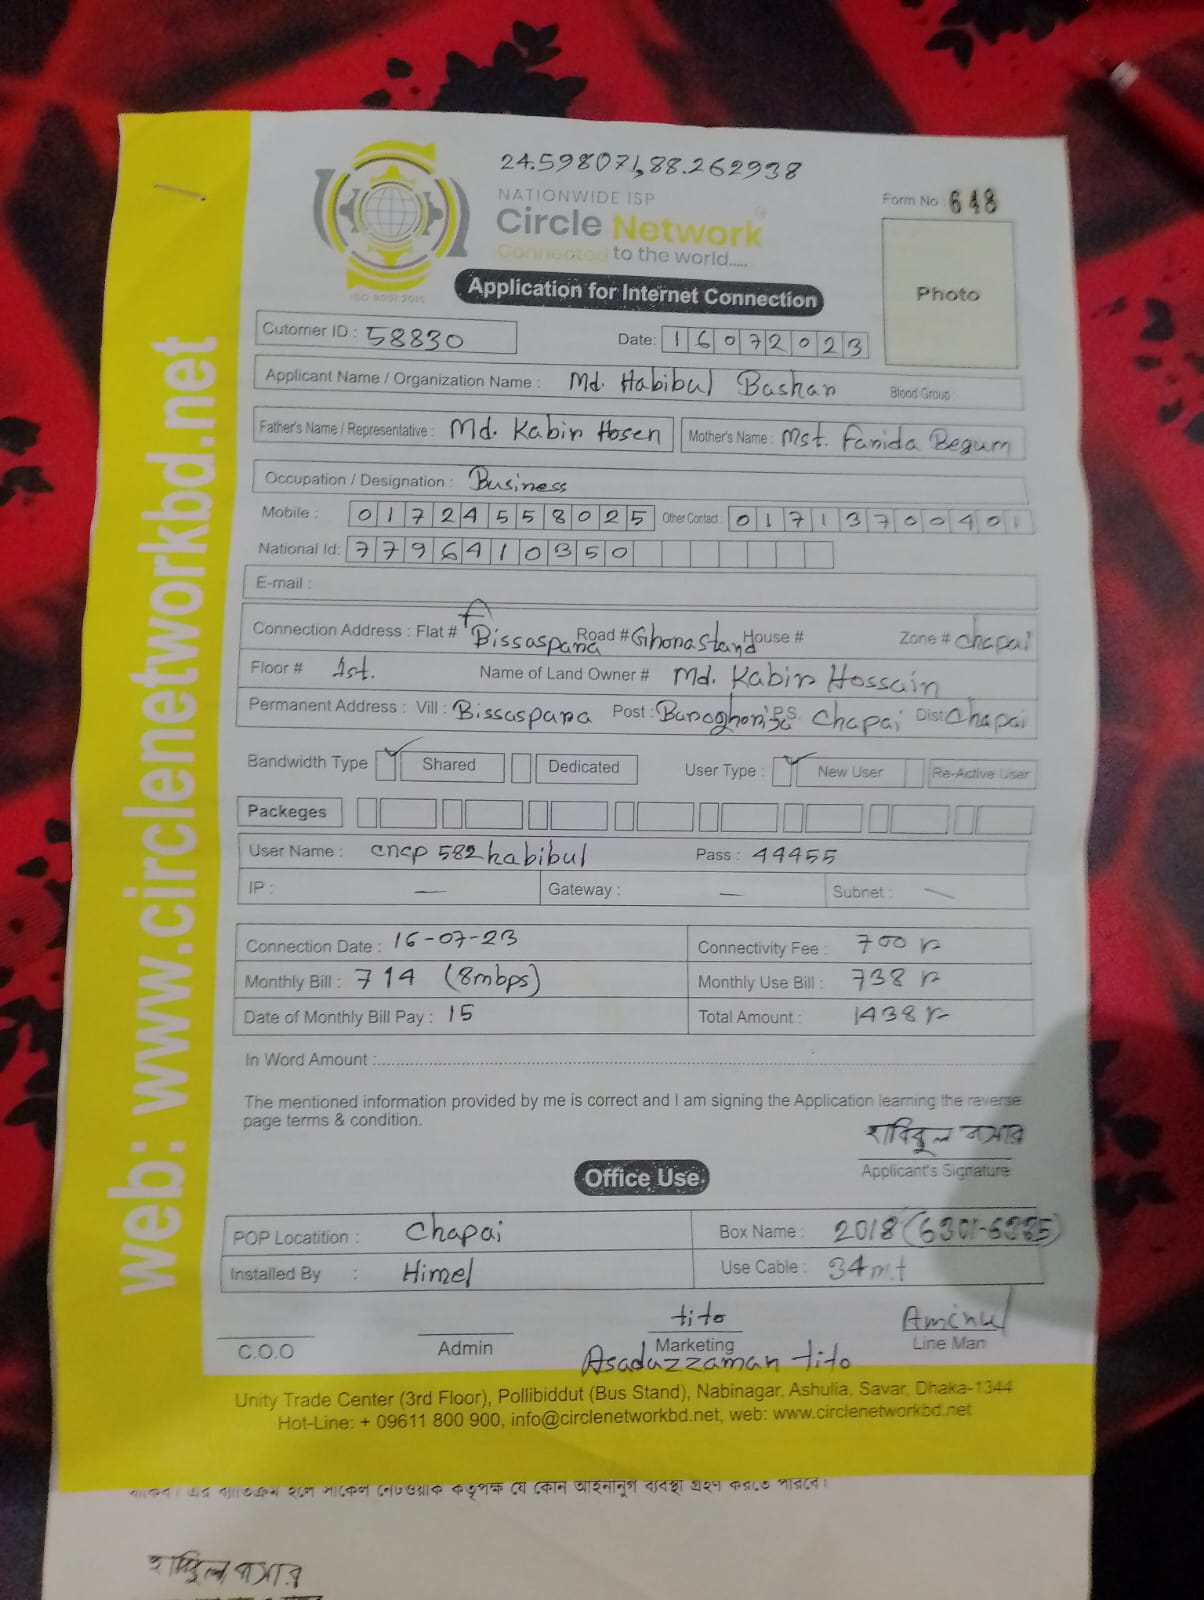 24.598071,88.262938
NATIONWIDE ISP
Circle Network
Connected to the world.....
ISO 9001:2015
Form No : 648
Photo
Application for Internet Connection
Cutomer ID : 58830
Date: 16072023
Applicant Name / Organization Name : Md. Habibul Bashar Blood Group
Father's Name / Representative : Md. Kabir Hosen Mother's Name : Mst. Farida Begum
Occupation / Designation : Business
Mobile : 01724558025 Other Contact : 01713700401
National Id: 7796410350
E-mail :
Connection Address : Flat # Bissaspara Road # Ghonastand House # Zone # Chapai
Floor # 1st. Name of Land Owner # Md. Kabir Hossain
Permanent Address : Vill : Bissaspara Post : P.S. Chapai Dist: Chapai
Bandwidth Type Shared Dedicated User Type : New User Re-Active User
Packeges
User Name : cncp 582habibul Pass : 44455
IP : — Gateway : — Subnet : —
Connection Date : 16-07-23 Connectivity Fee : 700
Monthly Bill : 714 (8mbps) Monthly Use Bill : 738
Date of Monthly Bill Pay : 15 Total Amount : 1438
In Word Amount :
The mentioned information provided by me is correct and I am signing the Application learning the reverse
page terms & condition.
হাবিবুল বাসার
Applicant's Signature
Office Use
POP Locatition : Chapai Box Name : 2018
Installed By : Himel Use Cable : 34mt
tito Aminul
C.O.O Admin Marketing Line Man
Asaduzzaman tito
Unity Trade Center (3rd Floor), Pollibiddut (Bus Stand), Nabinagar, Ashulia, Savar, Dhaka-1344
Hot-Line: + 09611 800 900, info@circlenetworkbd.net, web: www.circlenetworkbd.net
web: www.circlenetworkbd.net
থাকিব। এর ব্যতিক্রম হলে সার্কেল নেটওয়ার্ক কতৃপক্ষ যে কোন আইনানুগ ব্যবস্থা গ্রহণ করতে পারবে।
হাবিবুল বাসার